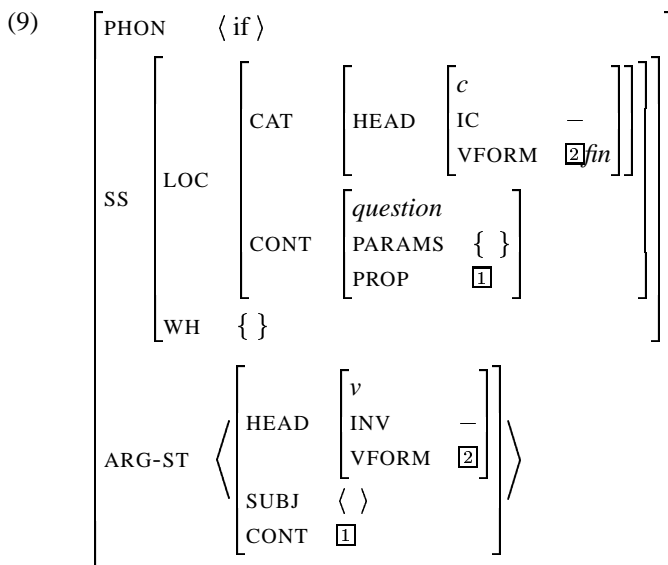 (9)
PHON ⟨ if ⟩
c
CAT HEAD IC −
VFORM 2 fin
LOC
SS question
CONT PARAMS { }
PROP 1
WH { }
v
HEAD INV −
VFORM 2
ARG-ST
SUBJ ⟨ ⟩
CONT 1